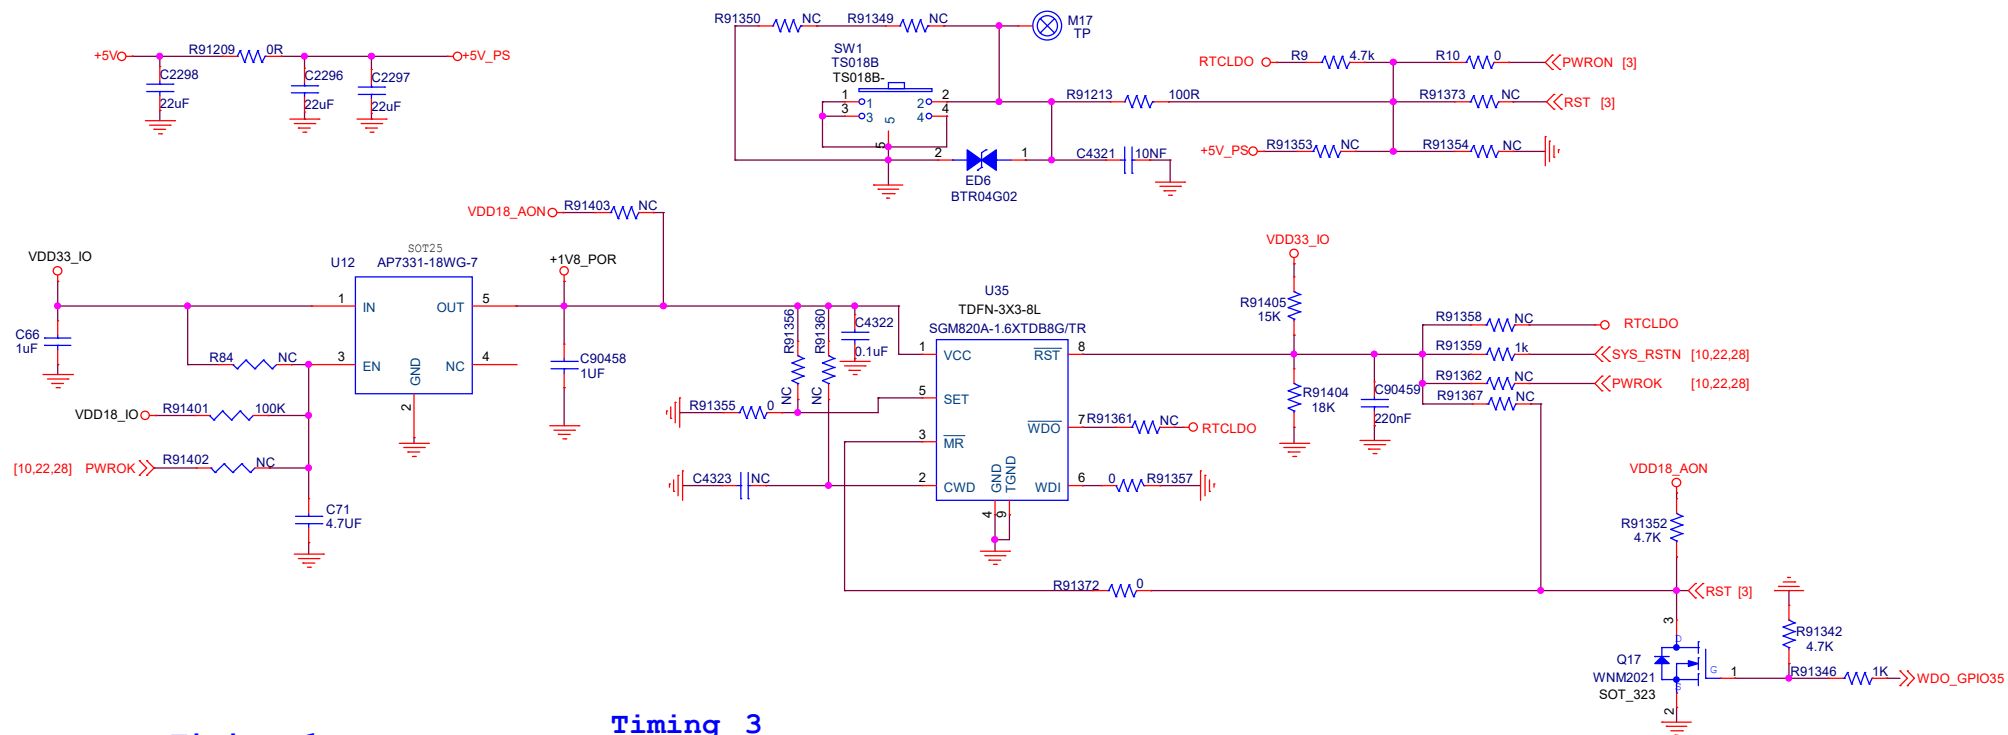 R91350 NC R91349 NC M17
TP
+5V R91209 0R +5V_PS
C2298 C2296 C2297
22uF 22uF 22uF
SW1
TS018B
TS018B-
1 1 2 2
3 3 4 4
5
5
2 1
ED6
BTR04G02
R91213 100R
C4321 10NF
RTCLDO R9 4.7k R10 0 PWRON [3]
R91373 NC RST [3]
+5V_PS R91353 NC R91354 NC
VDD18_AON R91403 NC
VDD33_IO
C66
1uF
U12
SOT25
AP7331-18WG-7
1 IN OUT 5
3 EN NC 4
GND
2
R84 NC
VDD18_IO R91401 100K
[10,22,28] PWROK R91402 NC
C71
4.7UF
+1V8_POR
C90458
1UF
R91356
NC
R91360
NC
C4322
0.1uF
R91355 0
C4323 NC
U35
TDFN-3X3-8L
SGM820A-1.6XTDB8G/TR
1 VCC RST 8
5 SET
WDO 7
3 MR
2 CWD WDI 6
GND
TGND
4
9
R91361 NC RTCLDO
0 R91357
VDD33_IO
R91405
15K
R91404
18K
C90459
220nF
R91358 NC RTCLDO
R91359 1k SYS_RSTN [10,22,28]
R91362 NC PWROK [10,22,28]
R91367 NC
VDD18_AON
R91352
4.7K
R91372 0
RST [3]
3
D
Q17
WNM2021
SOT_323
G
S
1
2
R91342
4.7K
R91346 1K WDO_GPIO35
Timing 3